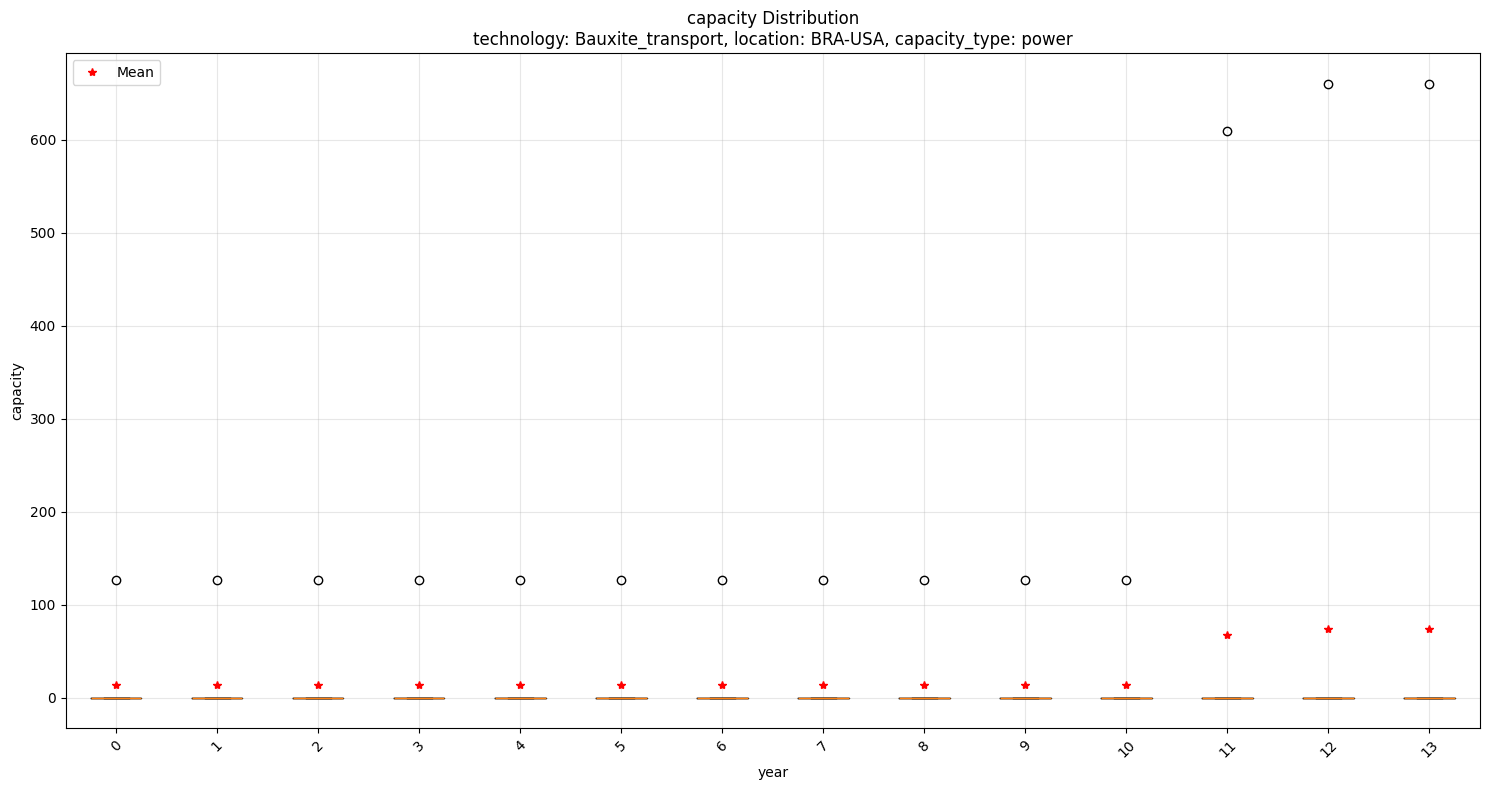 capacity Distribution
technology: Bauxite_transport, location: BRA-USA, capacity_type: power
Mean
600
500
400
300
200
100
0
capacity
0 1 2 3 4 5 6 7 8 9 10 11 12 13
year